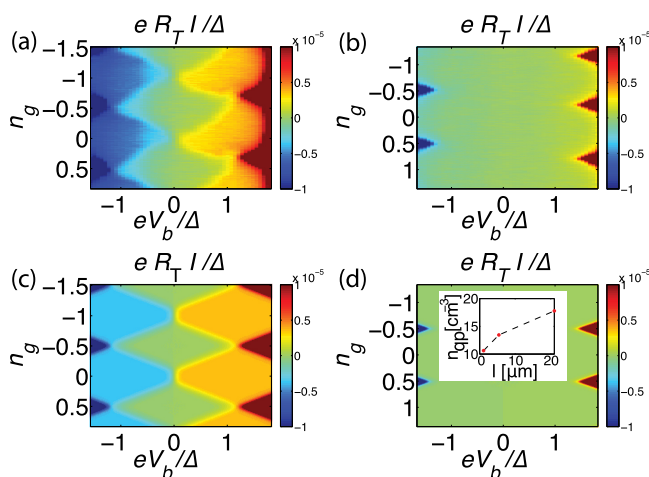 (a) e R_T I/Δ x 10⁻⁵
n_g
-1.5
-1
-0.5
0
0.5
-1 0 1
eV_b/Δ
1
0.5
0
−0.5
−1
(b) e R_T I/Δ x 10⁻⁵
n_g
-1
-0.5
0
0.5
1
-1 0 1
eV_b/Δ
1
0.5
0
−0.5
−1
(c) e R_T I/Δ x 10⁻⁵
n_g
-1.5
-1
-0.5
0
0.5
-1 0 1
eV_b/Δ
1
0.5
0
−0.5
−1
(d) e R_T I/Δ x 10⁻⁵
n_g
-1
-0.5
0
0.5
1
n_qp[cm⁻³]
20
15
10
0 10 20
l [μm]
-1 0 1
eV_b/Δ
1
0.5
0
−0.5
−1